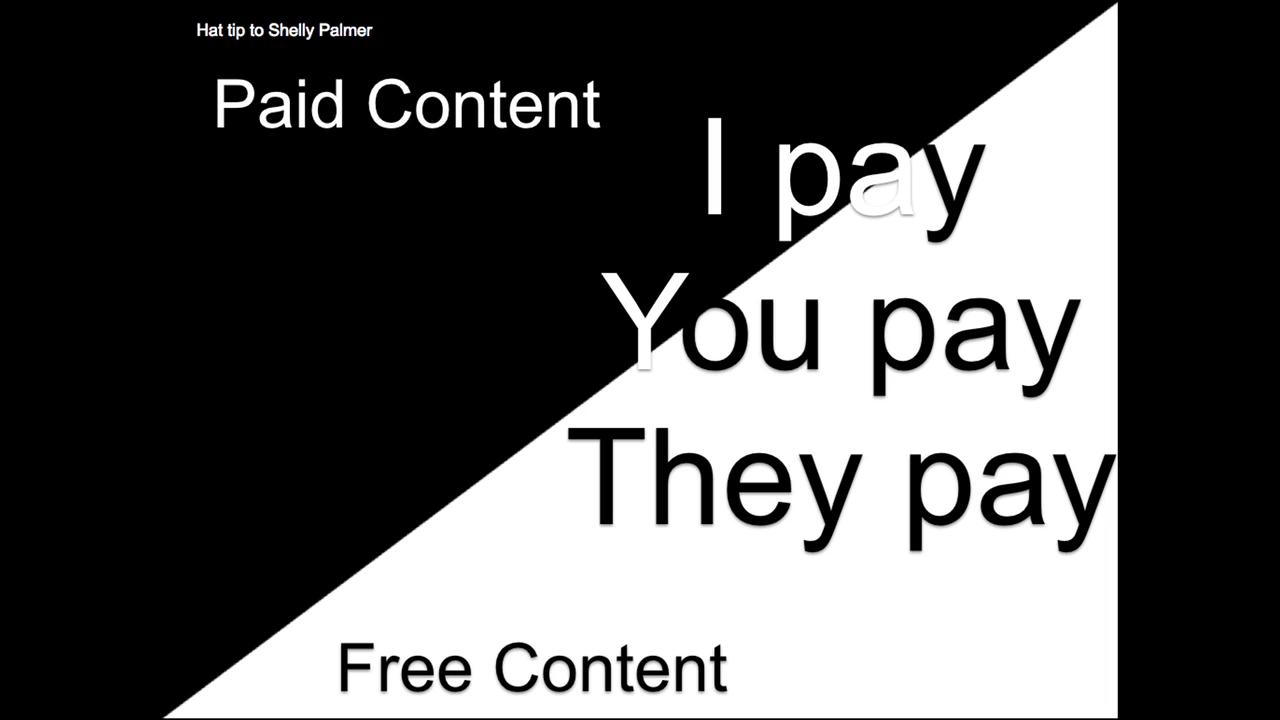 Hat tip to Shelly Palmer
Paid Content
I pay
You pay
They pay
Free Content